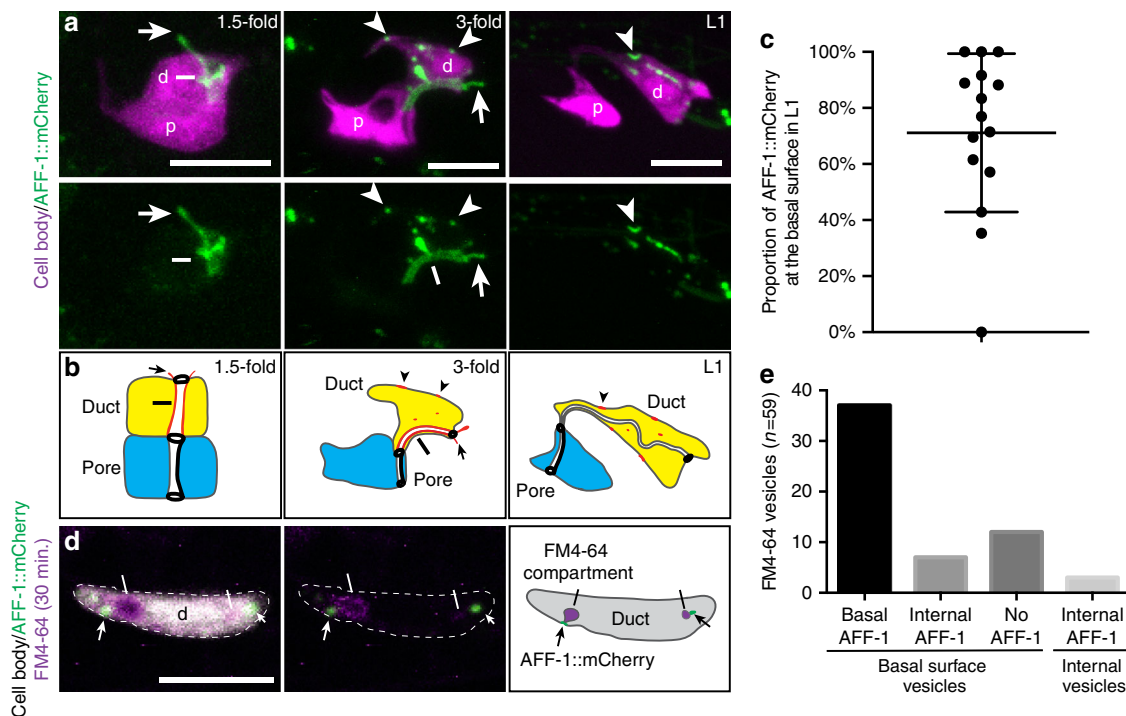 a
1.5-fold
3-fold
L1
d
p
d
p
p
d
Cell body/AFF-1::mCherry
b
1.5-fold
3-fold
L1
Duct
Pore
Duct
Pore
Duct
Pore
d
Cell body/AFF-1::mCherry
FM4-64 (30 min.)
d
FM4-64
compartment
Duct
AFF-1::mCherry
c
Proportion of AFF-1::mCherry
at the basal surface in L1
100%
80%
60%
40%
20%
0%
e
FM4-64 vesicles (n=59)
40
30
20
10
0
Basal
AFF-1
Internal
AFF-1
No
AFF-1
Internal
AFF-1
Basal surface
vesicles
Internal
vesicles